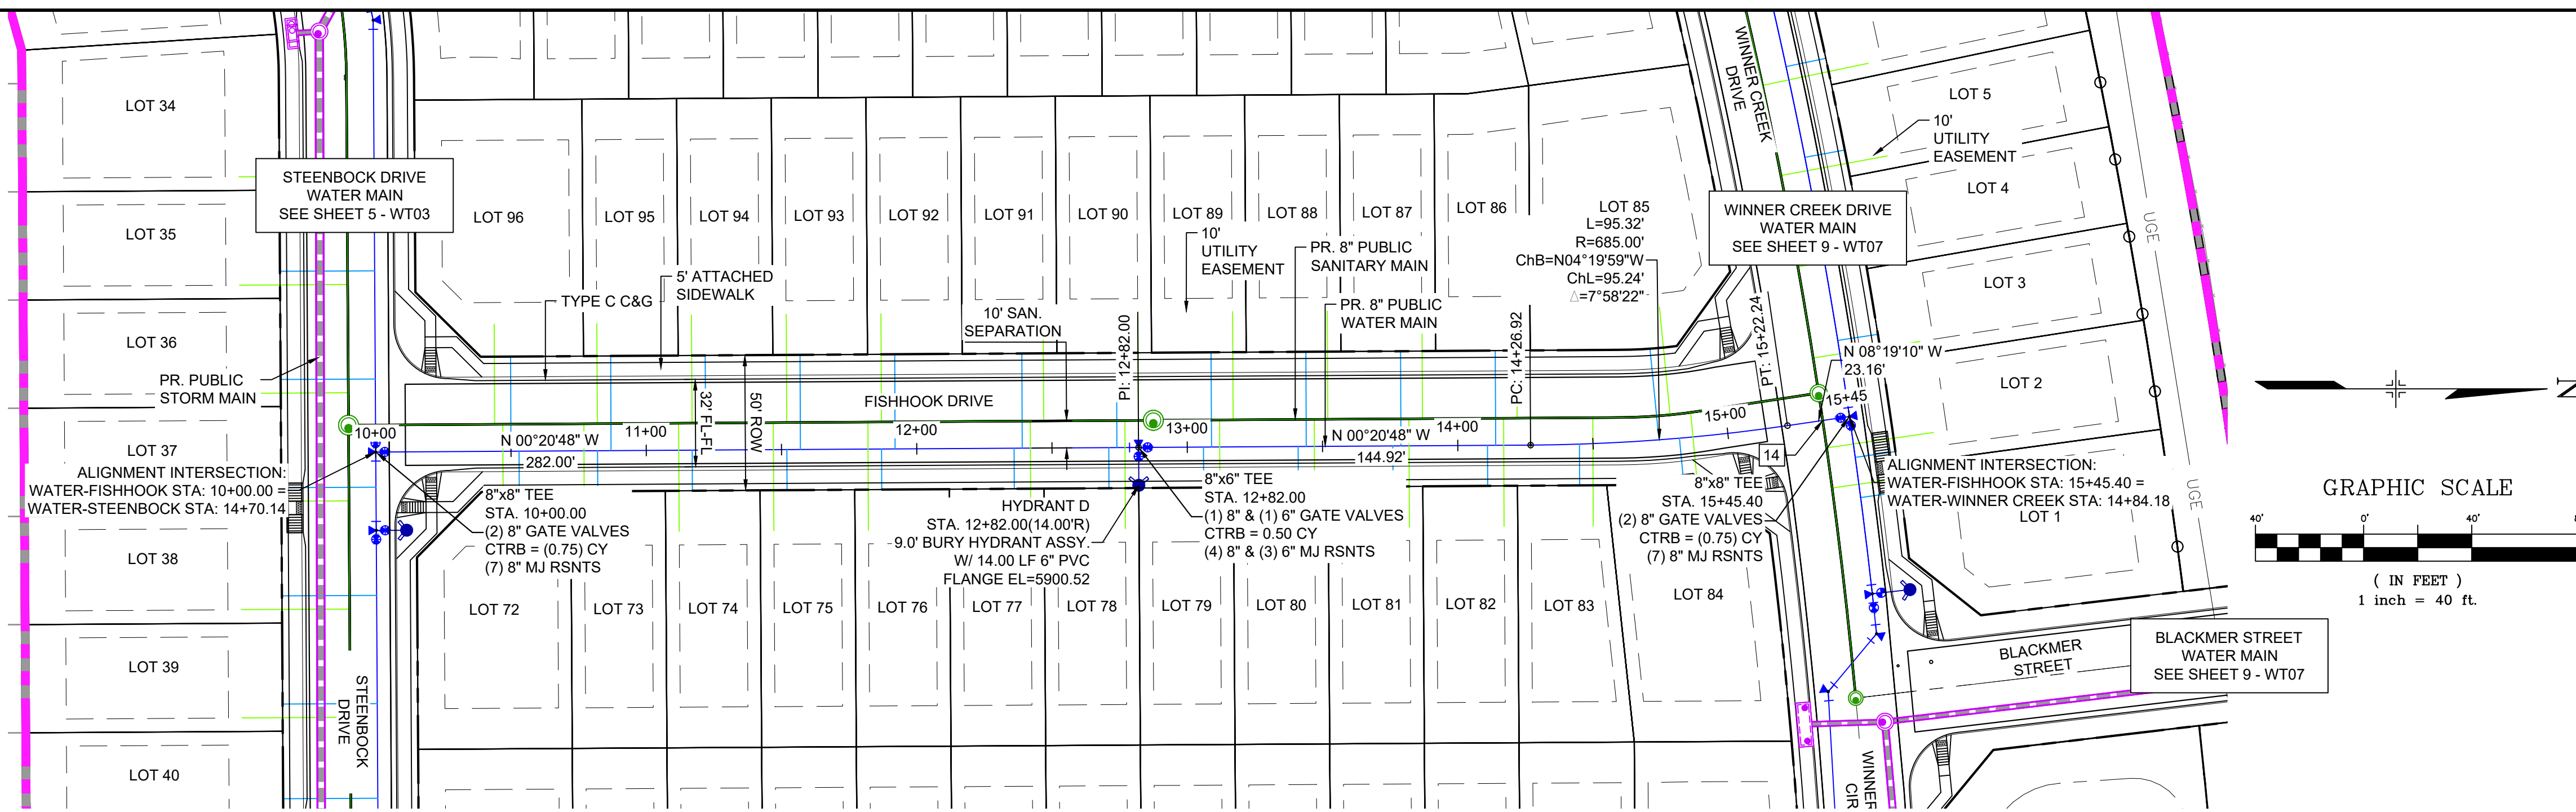 LOT 34
LOT 35
LOT 36
LOT 37
LOT 38
LOT 39
LOT 40
STEENBOCK DRIVE
WATER MAIN
SEE SHEET 5 - WT03
PR. PUBLIC
STORM MAIN
ALIGNMENT INTERSECTION:
WATER-FISHHOOK STA: 10+00.00 =
WATER-STEENBOCK STA: 14+70.14
STEENBOCK
DRIVE
LOT 96
LOT 95
LOT 94
LOT 93
LOT 92
LOT 91
LOT 90
LOT 89
LOT 88
LOT 87
LOT 86
LOT 85
L=95.32'
R=685.00'
ChB=N04°19'59"W
ChL=95.24'
△=7°58'22"
TYPE C C&G
5' ATTACHED
SIDEWALK
10' SAN.
SEPARATION
10'
UTILITY
EASEMENT
PR. 8" PUBLIC
SANITARY MAIN
PR. 8" PUBLIC
WATER MAIN
PI: 12+82.00
PC: 14+26.92
PT: 15+22.24
32' FL-FL
50' ROW
FISHHOOK DRIVE
10+00
11+00
12+00
13+00
14+00
15+00
15+45
N 00°20'48" W
282.00'
N 00°20'48" W
144.92'
N 08°19'10" W
23.16'
14
8"x8" TEE
STA. 10+00.00
(2) 8" GATE VALVES
CTRB = (0.75) CY
(7) 8" MJ RSNTS
HYDRANT D
STA. 12+82.00(14.00'R)
9.0' BURY HYDRANT ASSY.
W/ 14.00 LF 6" PVC
FLANGE EL=5900.52
8"x6" TEE
STA. 12+82.00
(1) 8" & (1) 6" GATE VALVES
CTRB = 0.50 CY
(4) 8" & (3) 6" MJ RSNTS
8"x8" TEE
STA. 15+45.40
(2) 8" GATE VALVES
CTRB = (0.75) CY
(7) 8" MJ RSNTS
ALIGNMENT INTERSECTION:
WATER-FISHHOOK STA: 15+45.40 =
WATER-WINNER CREEK STA: 14+84.18
LOT 72
LOT 73
LOT 74
LOT 75
LOT 76
LOT 77
LOT 78
LOT 79
LOT 80
LOT 81
LOT 82
LOT 83
LOT 84
WINNER CREEK
DRIVE
WINNER CREEK DRIVE
WATER MAIN
SEE SHEET 9 - WT07
10'
UTILITY
EASEMENT
LOT 5
LOT 4
LOT 3
LOT 2
LOT 1
UGE
UGE
BLACKMER
STREET
BLACKMER STREET
WATER MAIN
SEE SHEET 9 - WT07
WINNER
CIR
GRAPHIC SCALE
40' 0' 40'
( IN FEET )
1 inch = 40 ft.